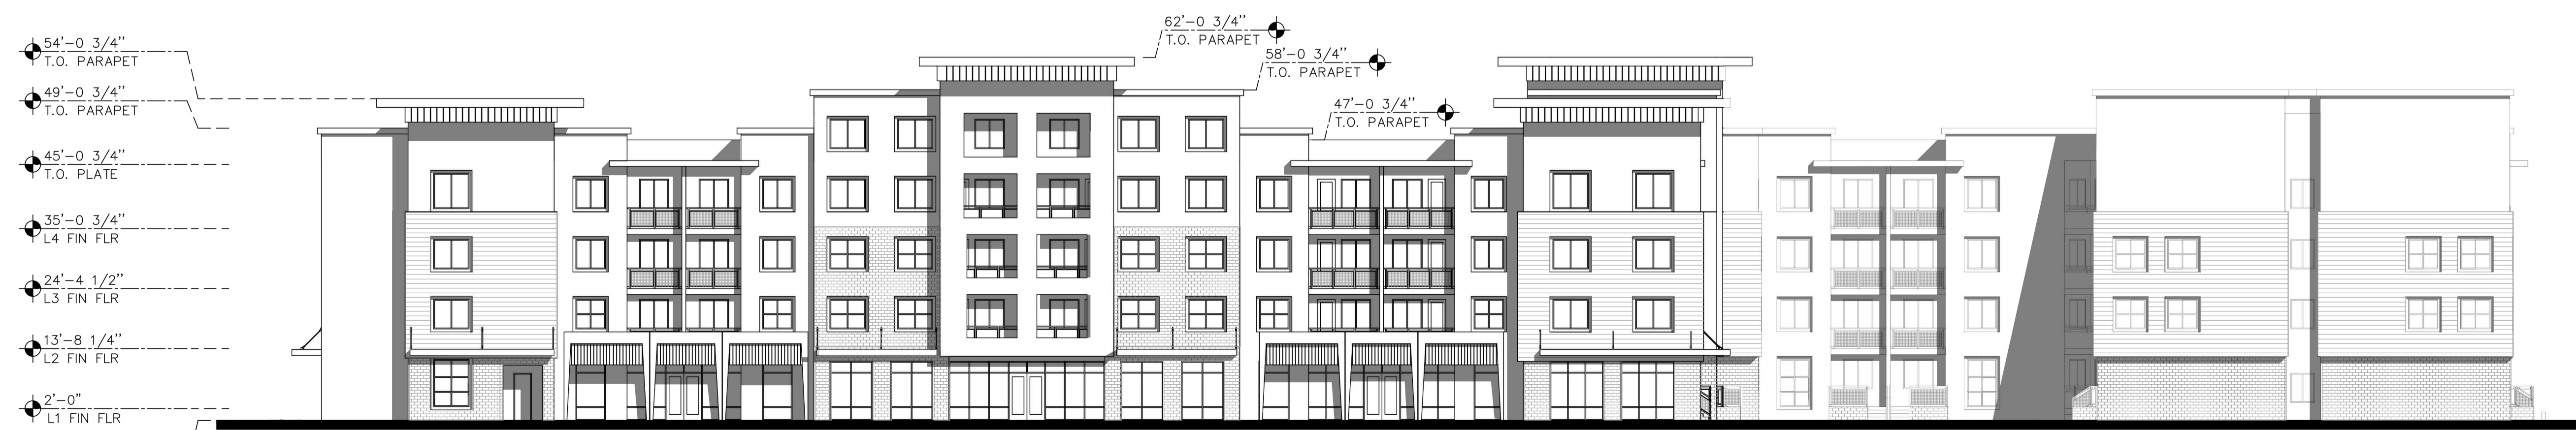 54'-0 3/4"
T.O. PARAPET
49'-0 3/4"
T.O. PARAPET
45'-0 3/4"
T.O. PLATE
35'-0 3/4"
L4 FIN FLR
24'-4 1/2"
L3 FIN FLR
13'-8 1/4"
L2 FIN FLR
2'-0"
L1 FIN FLR
62'-0 3/4"
T.O. PARAPET
58'-0 3/4"
T.O. PARAPET
47'-0 3/4"
T.O. PARAPET